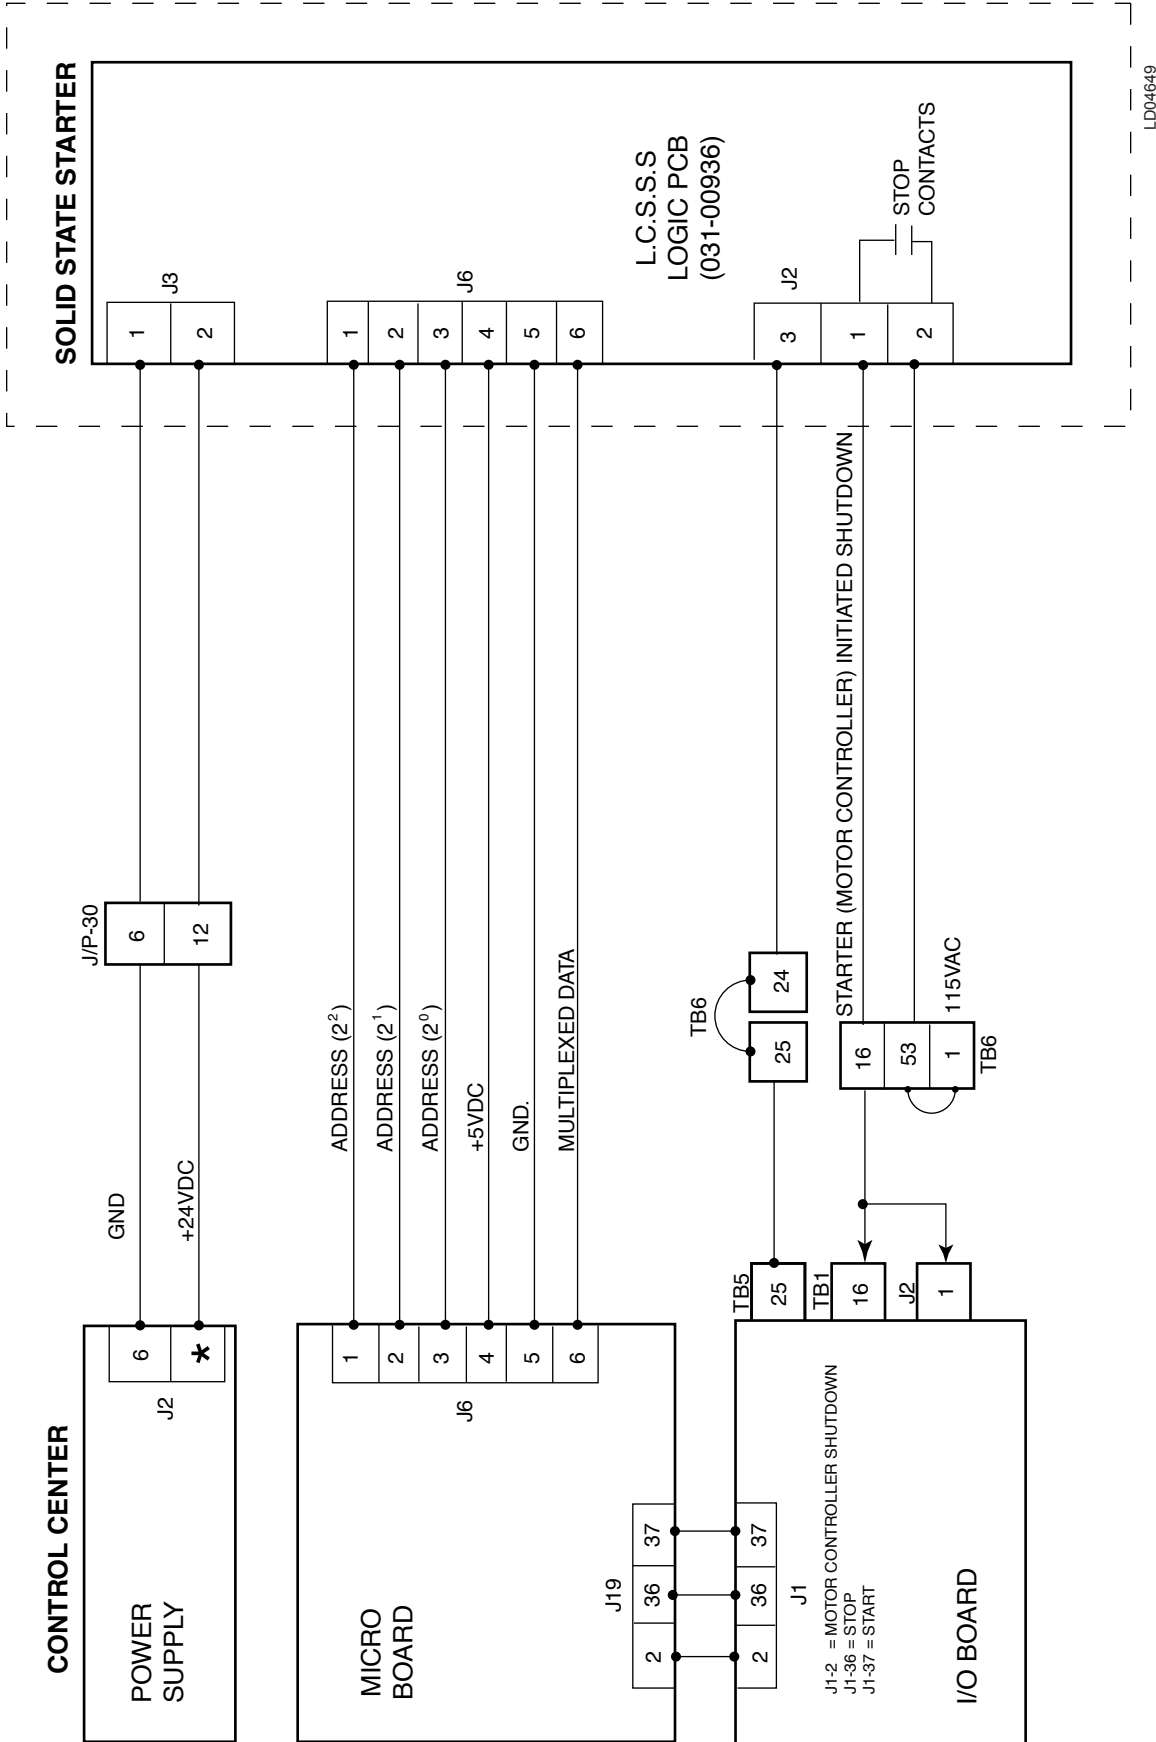 CONTROL CENTER
SOLID STATE STARTER
POWER
SUPPLY
J2
6
*
GND
+24VDC
J/P-30
6
12
J3
1
2
MICRO
BOARD
J6
1
2
3
4
5
6
ADDRESS (2²)
ADDRESS (2¹)
ADDRESS (2⁰)
+5VDC
GND.
MULTIPLEXED DATA
J6
1
2
3
4
5
6
L.C.S.S.S
LOGIC PCB
(031-00936)
J19
2
36
37
J1
2
36
37
J1-2 = MOTOR CONTROLLER SHUTDOWN
J1-36 = STOP
J1-37 = START
I/O BOARD
TB5
25
TB1
16
J2
1
TB6
25
24
16
53
1
TB6
115VAC
STARTER (MOTOR CONTROLLER) INITIATED SHUTDOWN
J2
3
1
2
STOP
CONTACTS
LD04649